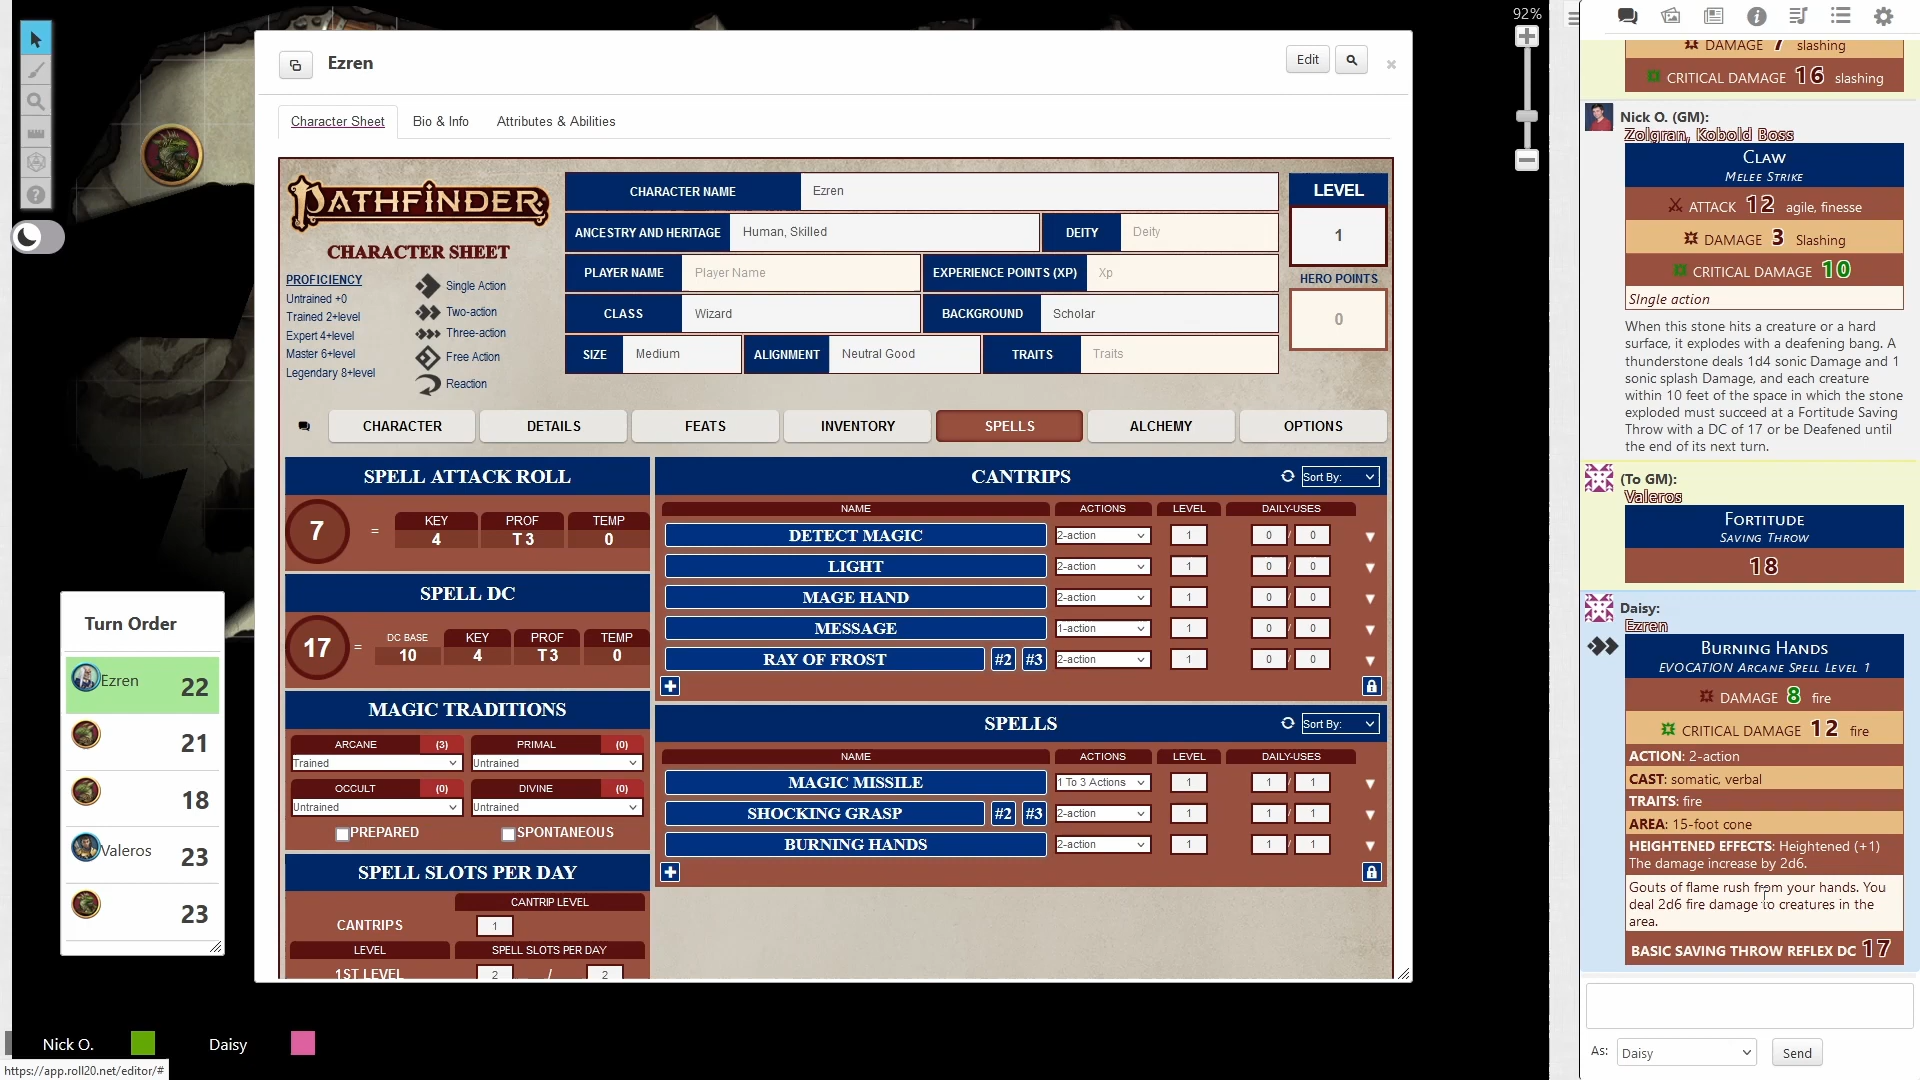 92%
Ezren
Edit
Character Sheet
Bio & Info
Attributes & Abilities
PATHFINDER
CHARACTER SHEET
PROFICIENCY
Untrained +0
Trained 2+level
Expert 4+level
Master 6+level
Legendary 8+level
Single Action
Two-action
Three-action
Free Action
Reaction
CHARACTER NAME Ezren
ANCESTRY AND HERITAGE Human, Skilled DEITY Deity
PLAYER NAME Player Name EXPERIENCE POINTS (XP) Xp
CLASS Wizard BACKGROUND Scholar
SIZE Medium ALIGNMENT Neutral Good TRAITS Traits
LEVEL
1
HERO POINTS
0
CHARACTER DETAILS FEATS INVENTORY SPELLS ALCHEMY OPTIONS
SPELL ATTACK ROLL
KEY PROF TEMP
7 = 4 T 3 0
SPELL DC
DC BASE KEY PROF TEMP
17 = 10 4 T 3 0
MAGIC TRADITIONS
ARCANE (3) PRIMAL (0)
Trained Untrained
OCCULT (0) DIVINE (0)
Untrained Untrained
PREPARED SPONTANEOUS
SPELL SLOTS PER DAY
CANTRIP LEVEL
CANTRIPS 1
LEVEL SPELL SLOTS PER DAY
1ST LEVEL 2 / 2
CANTRIPS Sort By:
NAME ACTIONS LEVEL DAILY-USES
DETECT MAGIC 2-action 1 0 / 0
LIGHT 2-action 1 0 / 0
MAGE HAND 2-action 1 0 / 0
MESSAGE 1-action 1 0 / 0
RAY OF FROST #2 #3 2-action 1 0 / 0
SPELLS Sort By:
NAME ACTIONS LEVEL DAILY-USES
MAGIC MISSILE 1 To 3 Actions 1 1 / 1
SHOCKING GRASP #2 #3 2-action 1 1 / 1
BURNING HANDS 2-action 1 1 / 1
Turn Order
Ezren 22
21
18
Valeros 23
23
Nick O.
Daisy
https://app.roll20.net/editor/#
DAMAGE 7 slashing
CRITICAL DAMAGE 16 slashing
Nick O. (GM):
Zolgran, Kobold Boss
CLAW
MELEE STRIKE
ATTACK 12 agile, finesse
DAMAGE 3 Slashing
CRITICAL DAMAGE 10
SIngle action
When this stone hits a creature or a hard
surface, it explodes with a deafening bang. A
thunderstone deals 1d4 sonic Damage and 1
sonic splash Damage, and each creature
within 10 feet of the space in which the stone
exploded must succeed at a Fortitude Saving
Throw with a DC of 17 or be Deafened until
the end of its next turn.
(To GM):
Valeros
FORTITUDE
SAVING THROW
18
Daisy:
Ezren
BURNING HANDS
EVOCATION ARCANE SPELL LEVEL 1
DAMAGE 8 fire
CRITICAL DAMAGE 12 fire
ACTION: 2-action
CAST: somatic, verbal
TRAITS: fire
AREA: 15-foot cone
HEIGHTENED EFFECTS: Heightened (+1)
The damage increase by 2d6.
Gouts of flame rush from your hands. You
deal 2d6 fire damage to creatures in the
area.
BASIC SAVING THROW REFLEX DC 17
As: Daisy Send